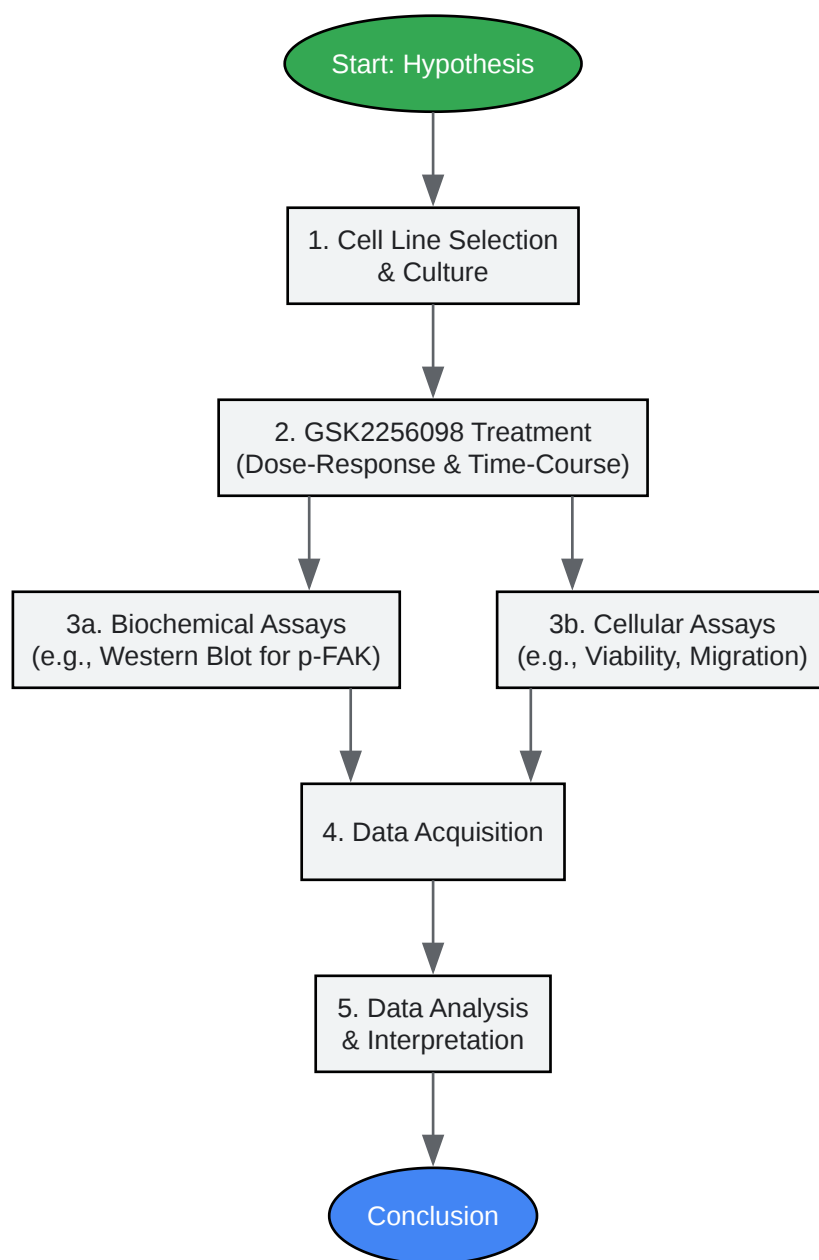 Start: Hypothesis
1. Cell Line Selection
& Culture
2. GSK2256098 Treatment
(Dose-Response & Time-Course)
3a. Biochemical Assays
(e.g., Western Blot for p-FAK)
3b. Cellular Assays
(e.g., Viability, Migration)
4. Data Acquisition
5. Data Analysis
& Interpretation
Conclusion